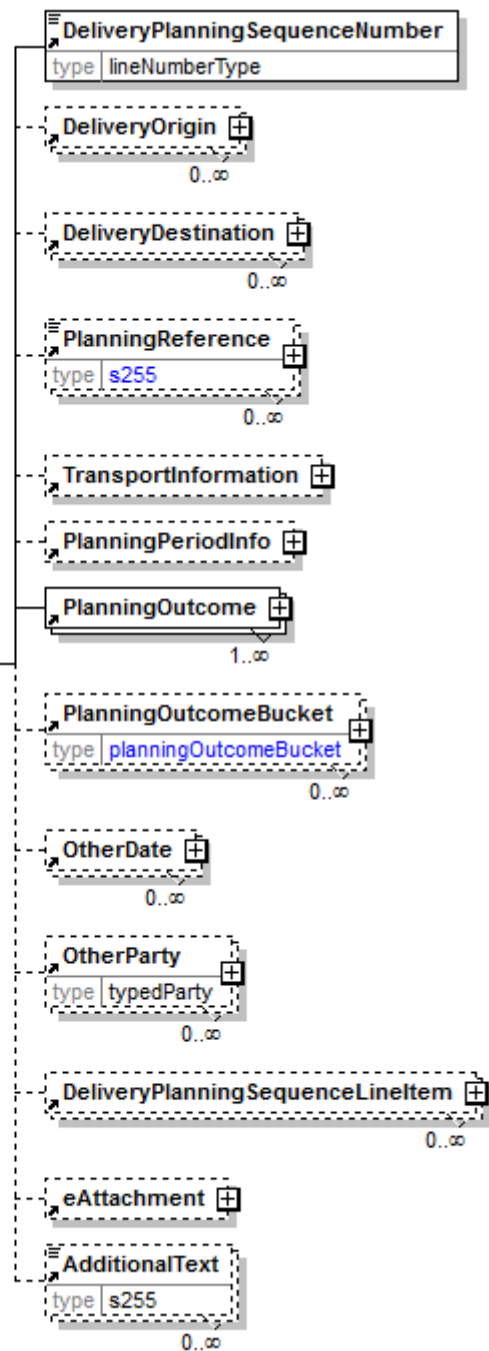 DeliveryPlanningSequenceNumber
type lineNumberType
DeliveryOrigin
0..∞
DeliveryDestination
0..∞
PlanningReference
type s255
0..∞
TransportInformation
PlanningPeriodInfo
PlanningOutcome
1..∞
PlanningOutcomeBucket
type planningOutcomeBucket
0..∞
OtherDate
0..∞
OtherParty
type typedParty
0..∞
DeliveryPlanningSequenceLineItem
0..∞
eAttachment
AdditionalText
type s255
0..∞